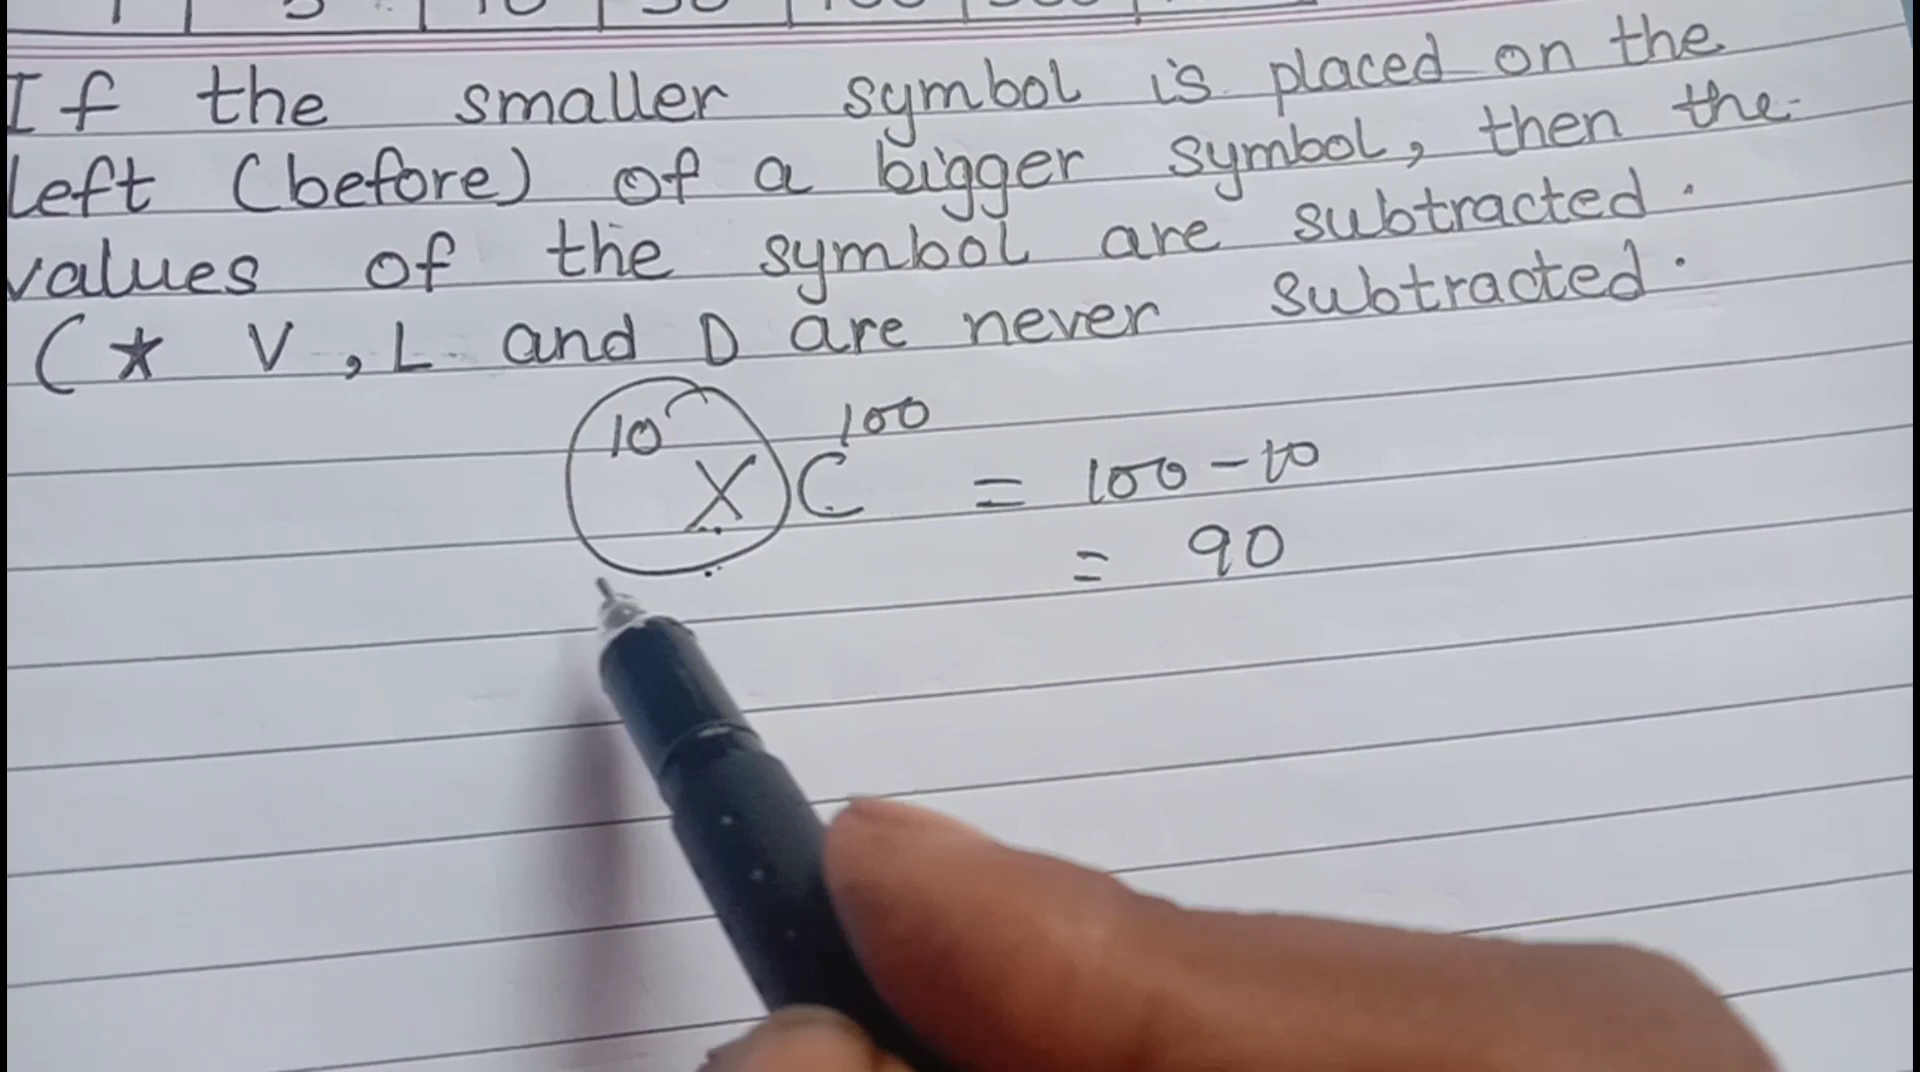 If the smaller symbol is placed on the
left (before) of a bigger symbol, then the
values of the symbol are subtracted.
(* V, L and D are never subtracted.
10 100
XC = 100 - 10
= 90